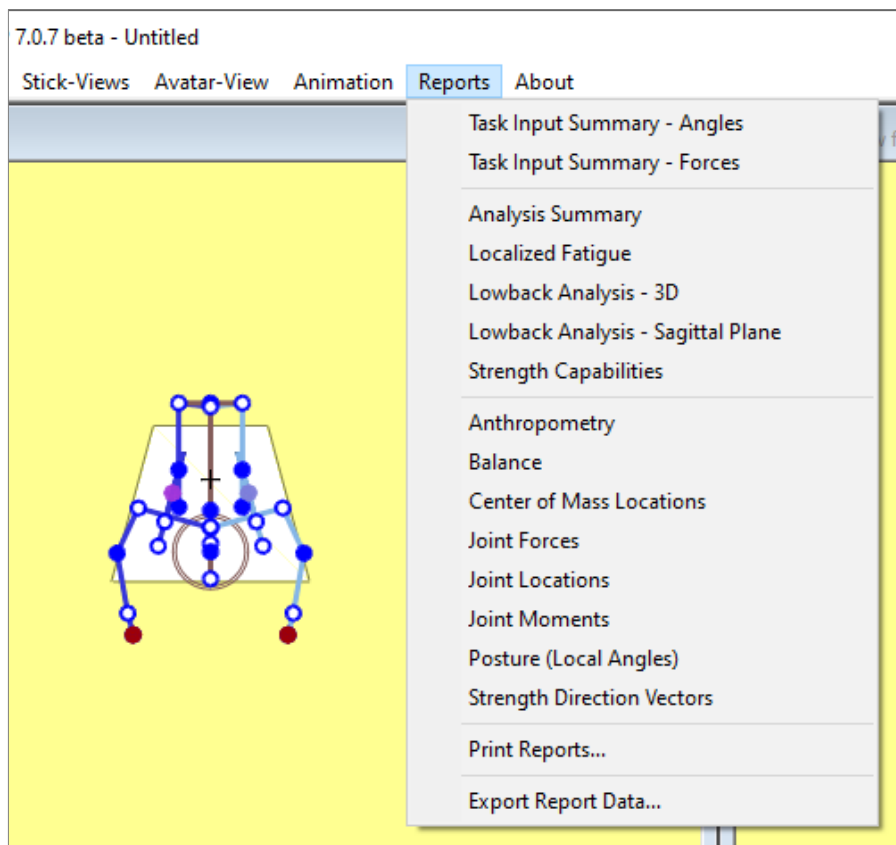 7.0.7 beta - Untitled
Stick-Views Avatar-View Animation Reports About
Task Input Summary - Angles
Task Input Summary - Forces
Analysis Summary
Localized Fatigue
Lowback Analysis - 3D
Lowback Analysis - Sagittal Plane
Strength Capabilities
Anthropometry
Balance
Center of Mass Locations
Joint Forces
Joint Locations
Joint Moments
Posture (Local Angles)
Strength Direction Vectors
Print Reports...
Export Report Data...